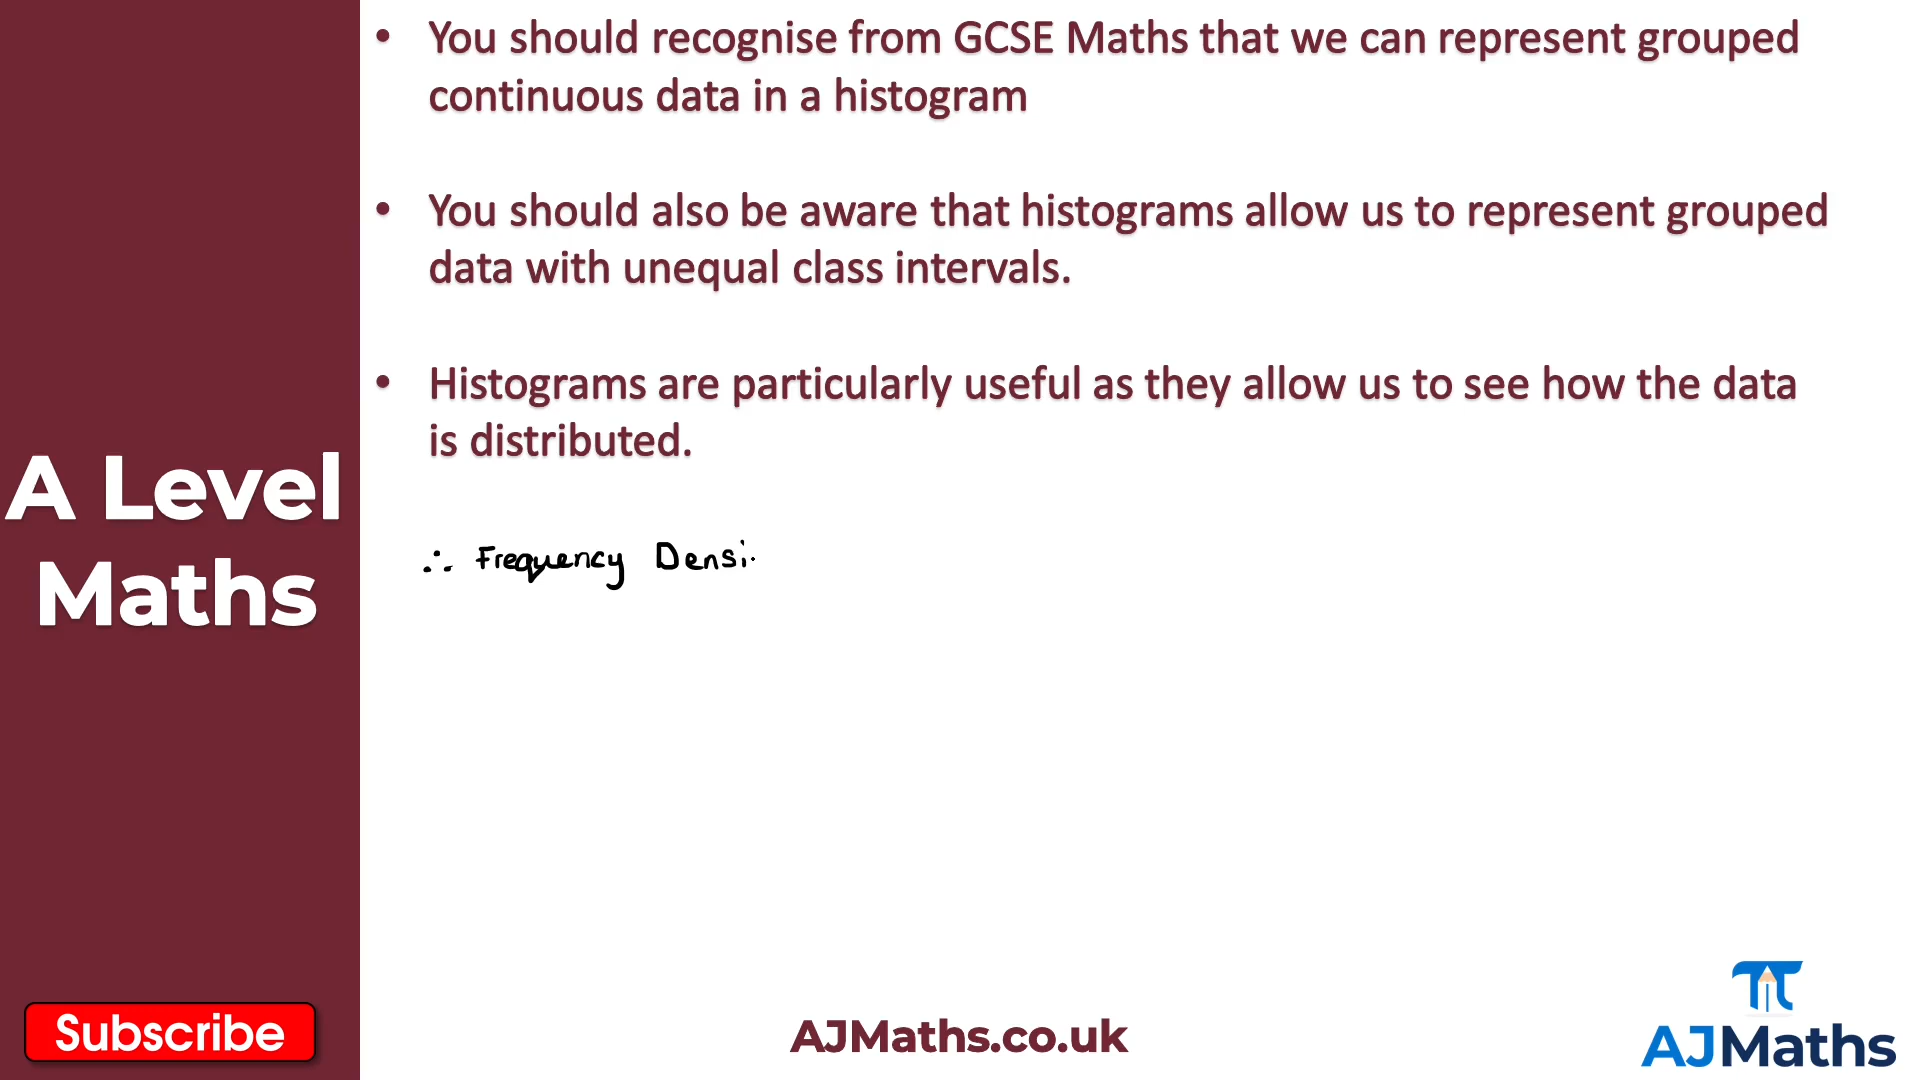 • You should recognise from GCSE Maths that we can represent grouped
continuous data in a histogram
• You should also be aware that histograms allow us to represent grouped
data with unequal class intervals.
• Histograms are particularly useful as they allow us to see how the data
is distributed.
A Level
Maths
∴ Frequency Densi
Subscribe
AJMaths.co.uk
AJMaths